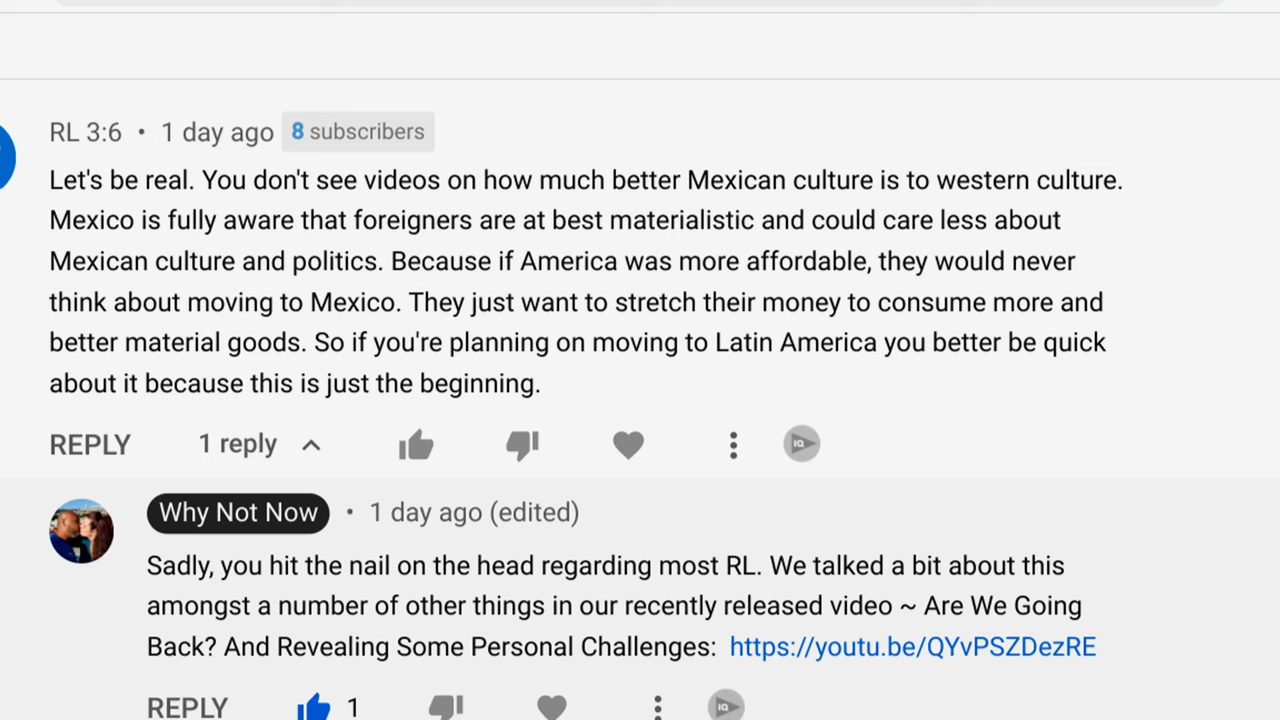 RL 3:6 • 1 day ago 8 subscribers
Let's be real. You don't see videos on how much better Mexican culture is to western culture.
Mexico is fully aware that foreigners are at best materialistic and could care less about
Mexican culture and politics. Because if America was more affordable, they would never
think about moving to Mexico. They just want to stretch their money to consume more and
better material goods. So if you're planning on moving to Latin America you better be quick
about it because this is just the beginning.
REPLY 1 reply
IQ
Why Not Now • 1 day ago (edited)
Sadly, you hit the nail on the head regarding most RL. We talked a bit about this
amongst a number of other things in our recently released video ~ Are We Going
Back? And Revealing Some Personal Challenges: https://youtu.be/QYvPSZDezRE
REPLY 1
IQ